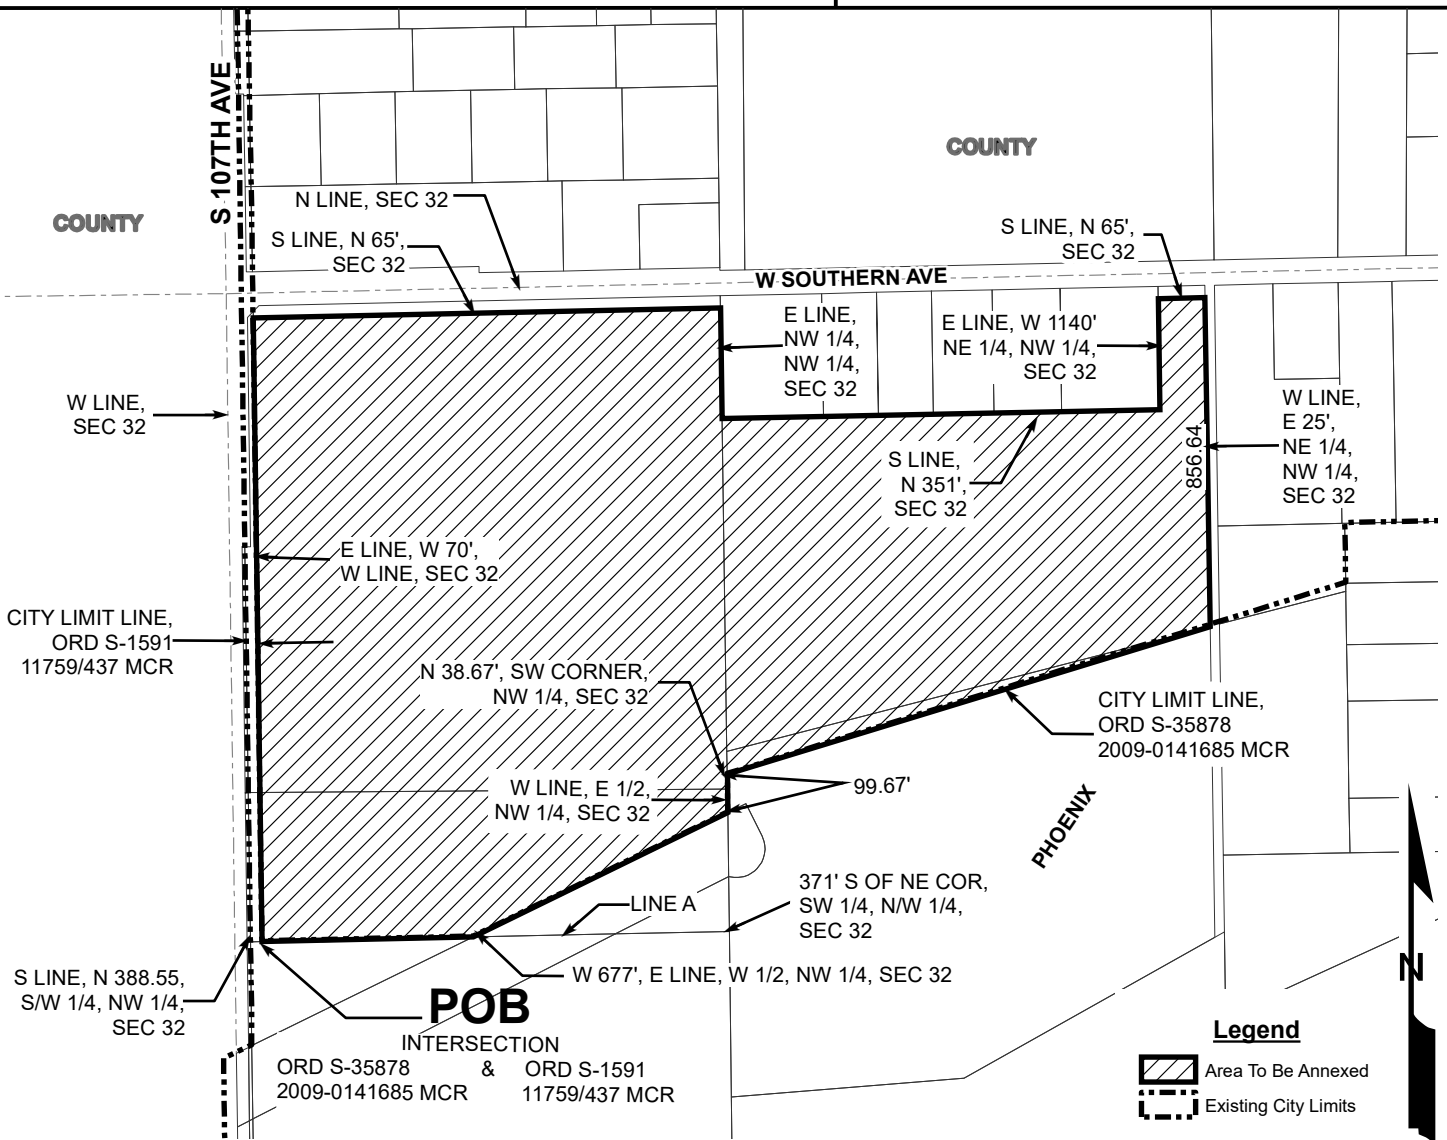 S 107TH AVE
COUNTY
COUNTY
N LINE, SEC 32
S LINE, N 65',
SEC 32
S LINE, N 65',
SEC 32
W SOUTHERN AVE
E LINE,
NW 1/4,
NW 1/4,
SEC 32
E LINE, W 1140'
NE 1/4, NW 1/4,
SEC 32
W LINE,
SEC 32
W LINE,
E 25',
NE 1/4,
NW 1/4,
SEC 32
856.64
S LINE,
N 351',
SEC 32
E LINE, W 70',
W LINE, SEC 32
CITY LIMIT LINE,
ORD S-1591
11759/437 MCR
N 38.67', SW CORNER,
NW 1/4, SEC 32
CITY LIMIT LINE,
ORD S-35878
2009-0141685 MCR
W LINE, E 1/2,
NW 1/4, SEC 32
99.67'
PHOENIX
LINE A
371' S OF NE COR,
SW 1/4, N/W 1/4,
SEC 32
S LINE, N 388.55,
S/W 1/4, NW 1/4,
SEC 32
W 677', E LINE, W 1/2, NW 1/4, SEC 32
POB
INTERSECTION
ORD S-35878 & ORD S-1591
2009-0141685 MCR 11759/437 MCR
N
Legend
Area To Be Annexed
Existing City Limits